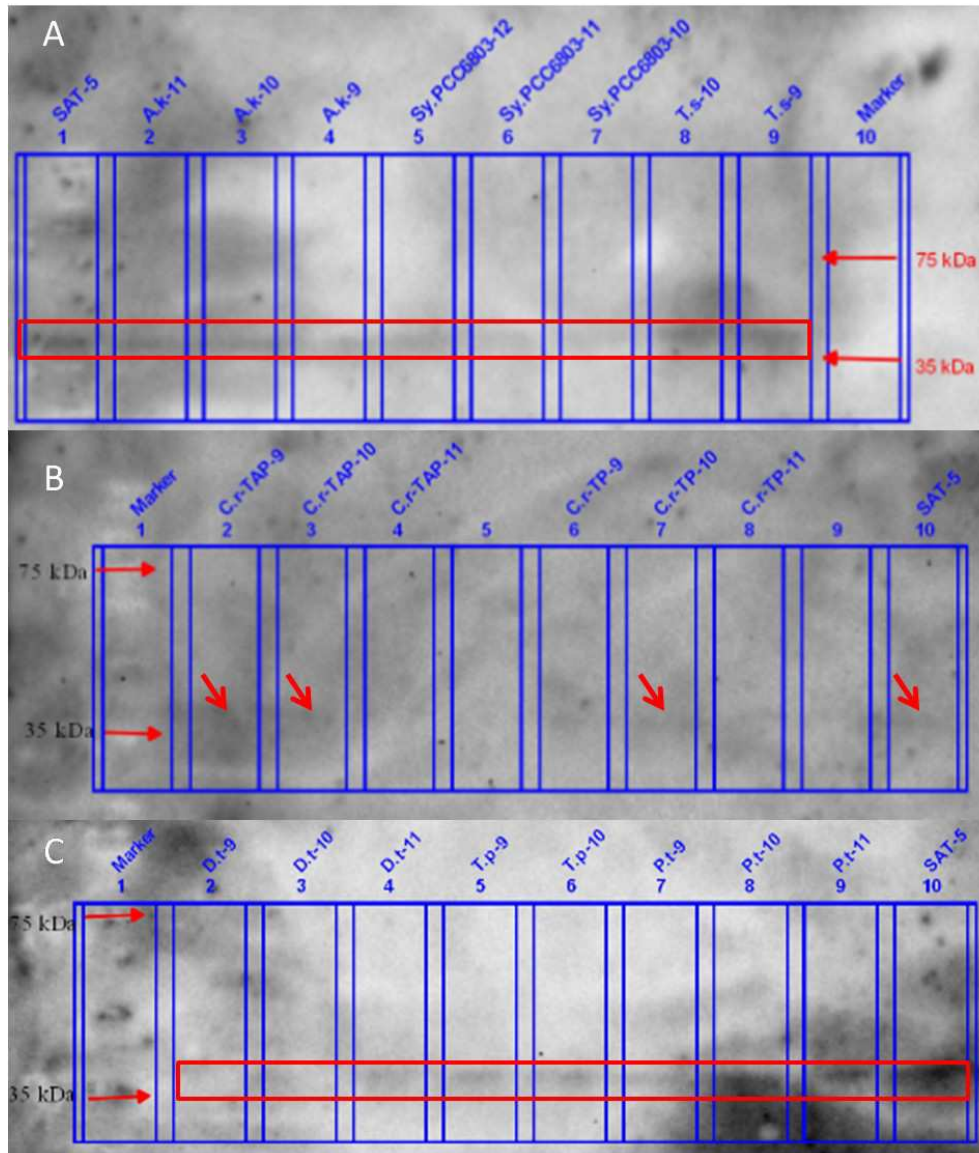 A
SAT-5 A.k-11 A.k-10 A.k-9 Sy.PCC6803-12 Sy.PCC6803-11 Sy.PCC6803-10 T.s-10 T.s-9 Marker
1 2 3 4 5 6 7 8 9 10
75 kDa
35 kDa
B
Marker C.r-TAP-9 C.r-TAP-10 C.r-TAP-11 C.r-TP-9 C.r-TP-10 C.r-TP-11 SAT-5
1 2 3 4 5 6 7 8 9 10
75 kDa
35 kDa
C
Marker D.t-9 D.t-10 D.t-11 T.p-9 T.p-10 P.t-9 P.t-10 P.t-11 SAT-5
1 2 3 4 5 6 7 8 9 10
75 kDa
35 kDa